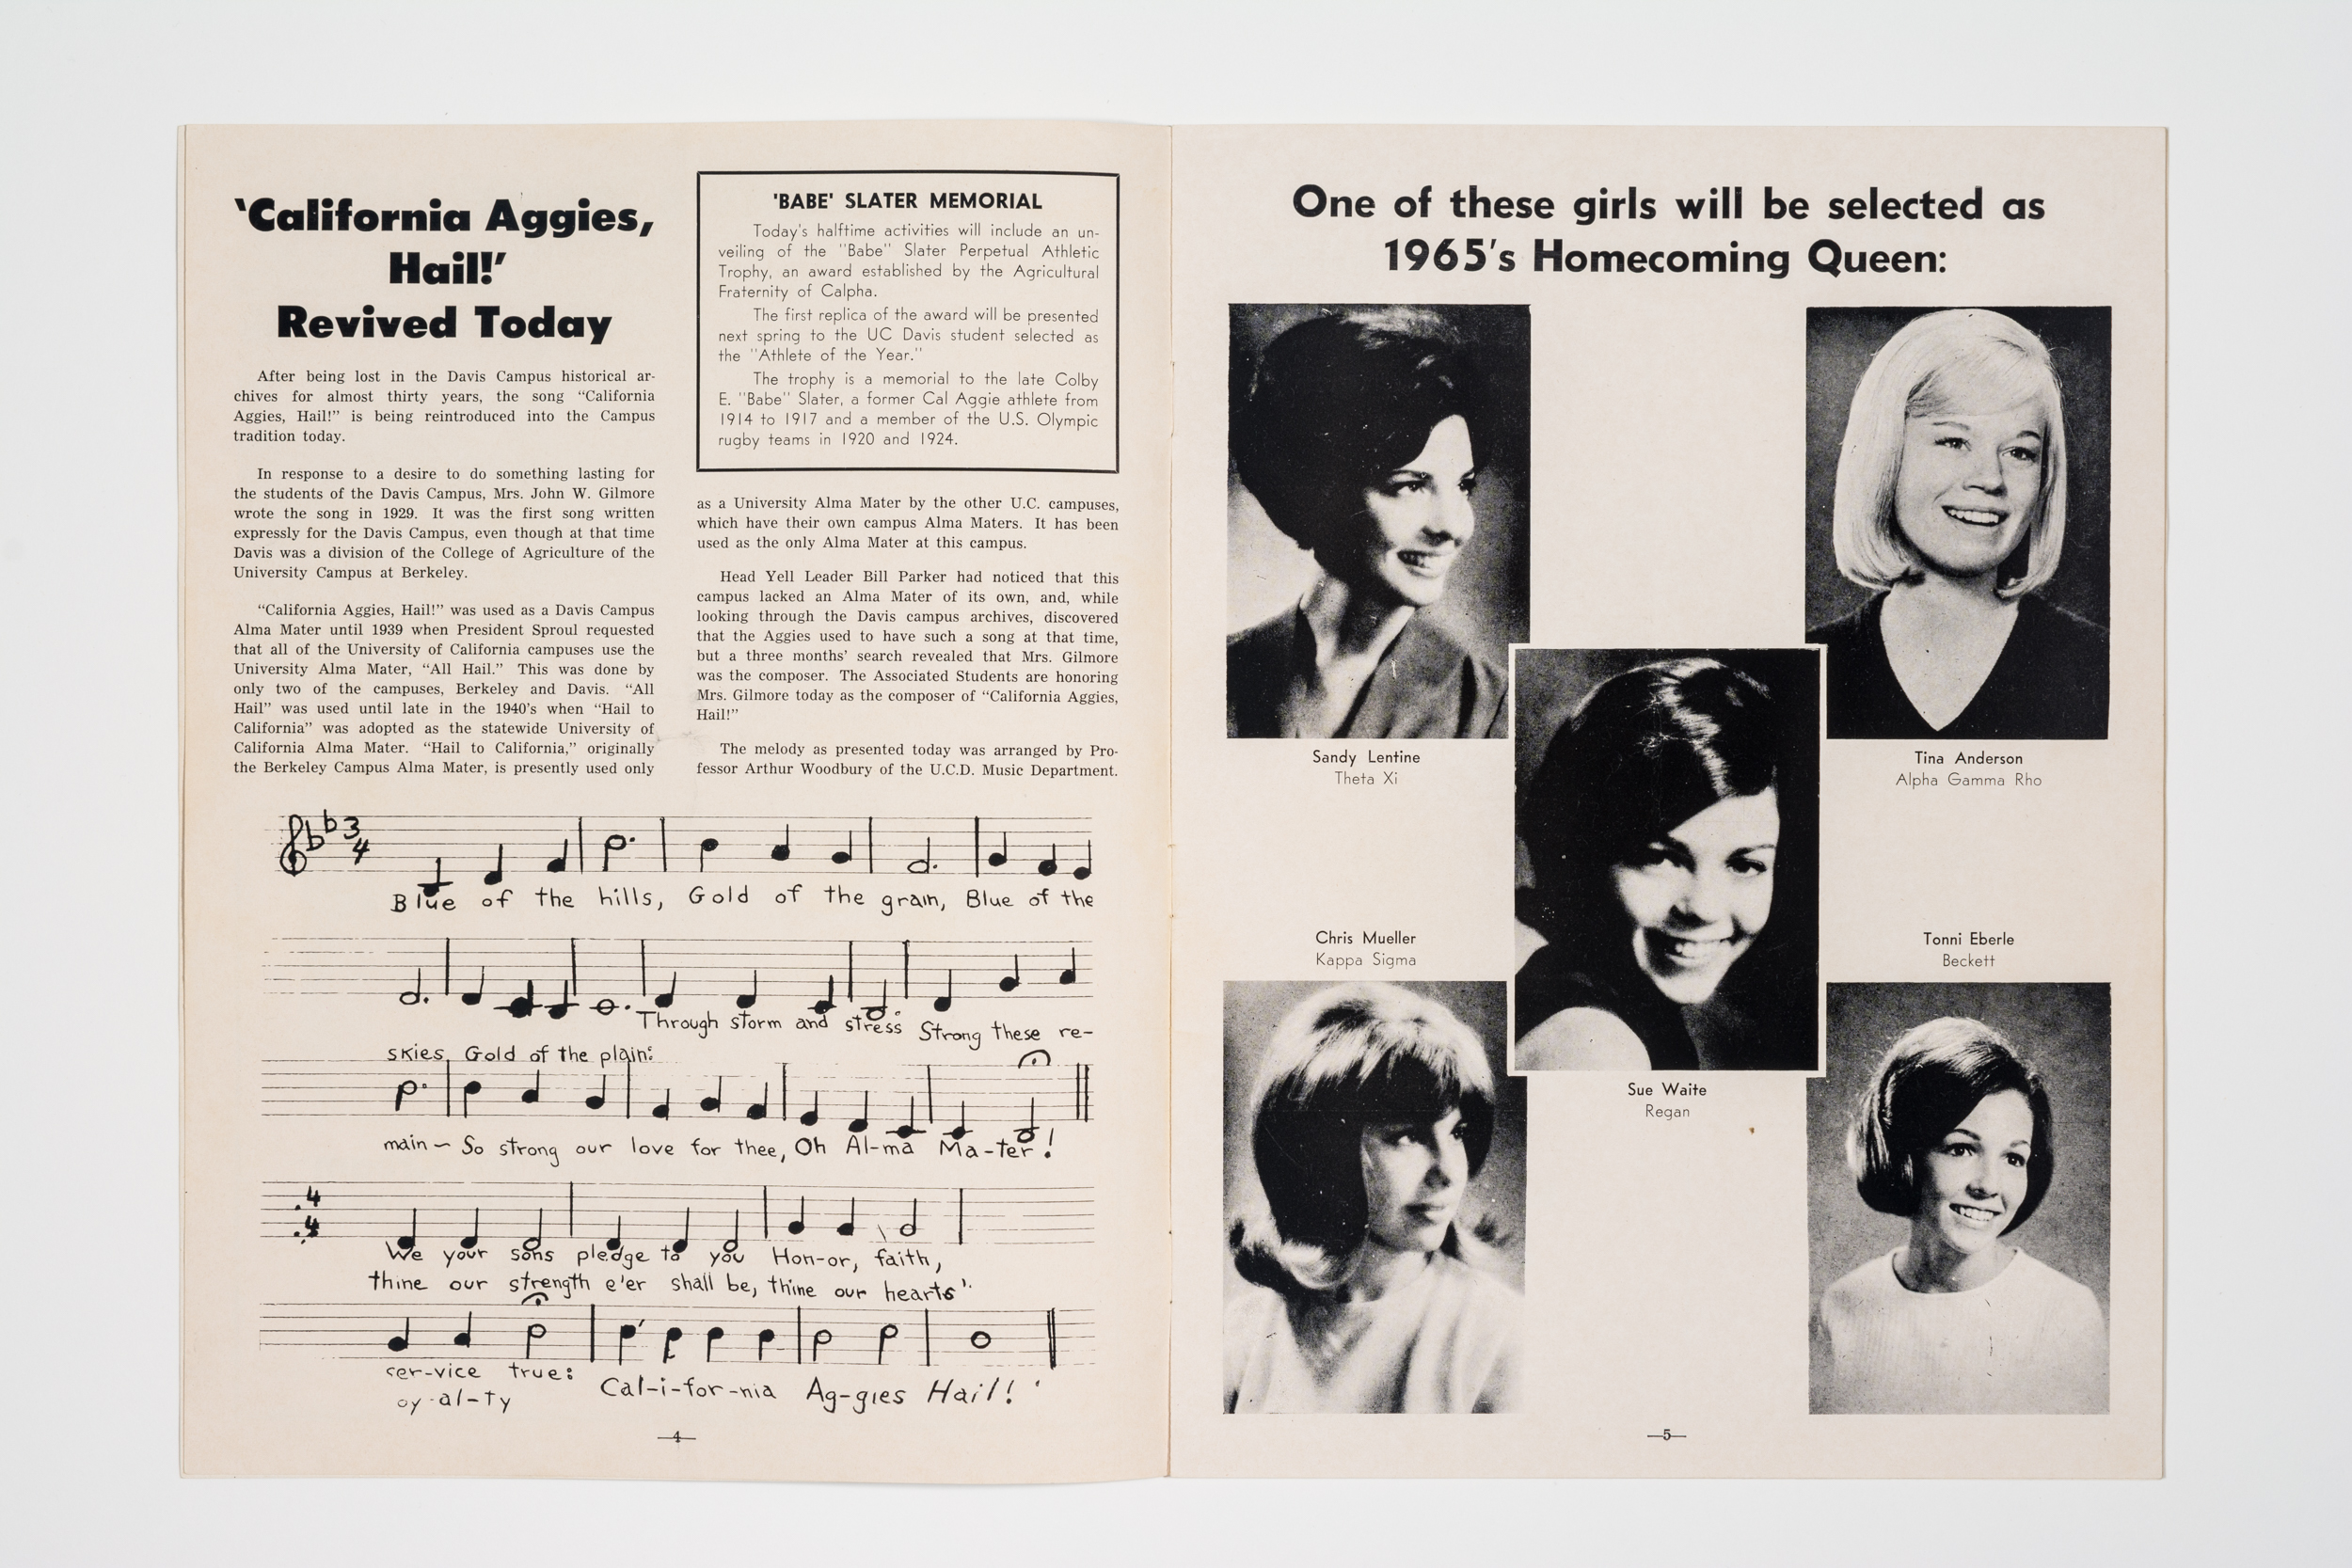 ‘California Aggies,
Hail!’
Revived Today
After being lost in the Davis Campus historical ar-
chives for almost thirty years, the song “California
Aggies, Hail!” is being reintroduced into the Campus
tradition today.
In response to a desire to do something lasting for
the students of the Davis Campus, Mrs. John W. Gilmore
wrote the song in 1929. It was the first song written
expressly for the Davis Campus, even though at that time
Davis was a division of the College of Agriculture of the
University Campus at Berkeley.
“California Aggies, Hail!” was used as a Davis Campus
Alma Mater until 1939 when President Sproul requested
that all of the University of California campuses use the
University Alma Mater, “All Hail.” This was done by
only two of the campuses, Berkeley and Davis. “All
Hail” was used until late in the 1940’s when “Hail to
California” was adopted as the statewide University of
California Alma Mater. “Hail to California,” originally
the Berkeley Campus Alma Mater, is presently used only
'BABE' SLATER MEMORIAL
Today's halftime activities will include an un-
veiling of the "Babe" Slater Perpetual Athletic
Trophy, an award established by the Agricultural
Fraternity of Calpha.
The first replica of the award will be presented
next spring to the UC Davis student selected as
the "Athlete of the Year."
The trophy is a memorial to the late Colby
E. "Babe" Slater, a former Cal Aggie athlete from
1914 to 1917 and a member of the U.S. Olympic
rugby teams in 1920 and 1924.
as a University Alma Mater by the other U.C. campuses,
which have their own campus Alma Maters. It has been
used as the only Alma Mater at this campus.
Head Yell Leader Bill Parker had noticed that this
campus lacked an Alma Mater of its own, and, while
looking through the Davis campus archives, discovered
that the Aggies used to have such a song at that time,
but a three months’ search revealed that Mrs. Gilmore
was the composer. The Associated Students are honoring
Mrs. Gilmore today as the composer of “California Aggies,
Hail!”
The melody as presented today was arranged by Pro-
fessor Arthur Woodbury of the U.C.D. Music Department.
3
4
Blue of the hills, Gold of the grain, Blue of the
Through storm and stress Strong these re-
skies, Gold of the plain:
main — So strong our love for thee, Oh Al-ma Ma-ter!
4
4
We your sons pledge to you Hon-or, faith,
thine our strength e'er shall be, thine our hearts'
ser-vice true:
oy-al-ty
Cal-i-for-nia Ag-gies Hail!
—4—
One of these girls will be selected as
1965's Homecoming Queen:
Sandy Lentine
Theta Xi
Tina Anderson
Alpha Gamma Rho
Chris Mueller
Kappa Sigma
Tonni Eberle
Beckett
Sue Waite
Regan
—5—